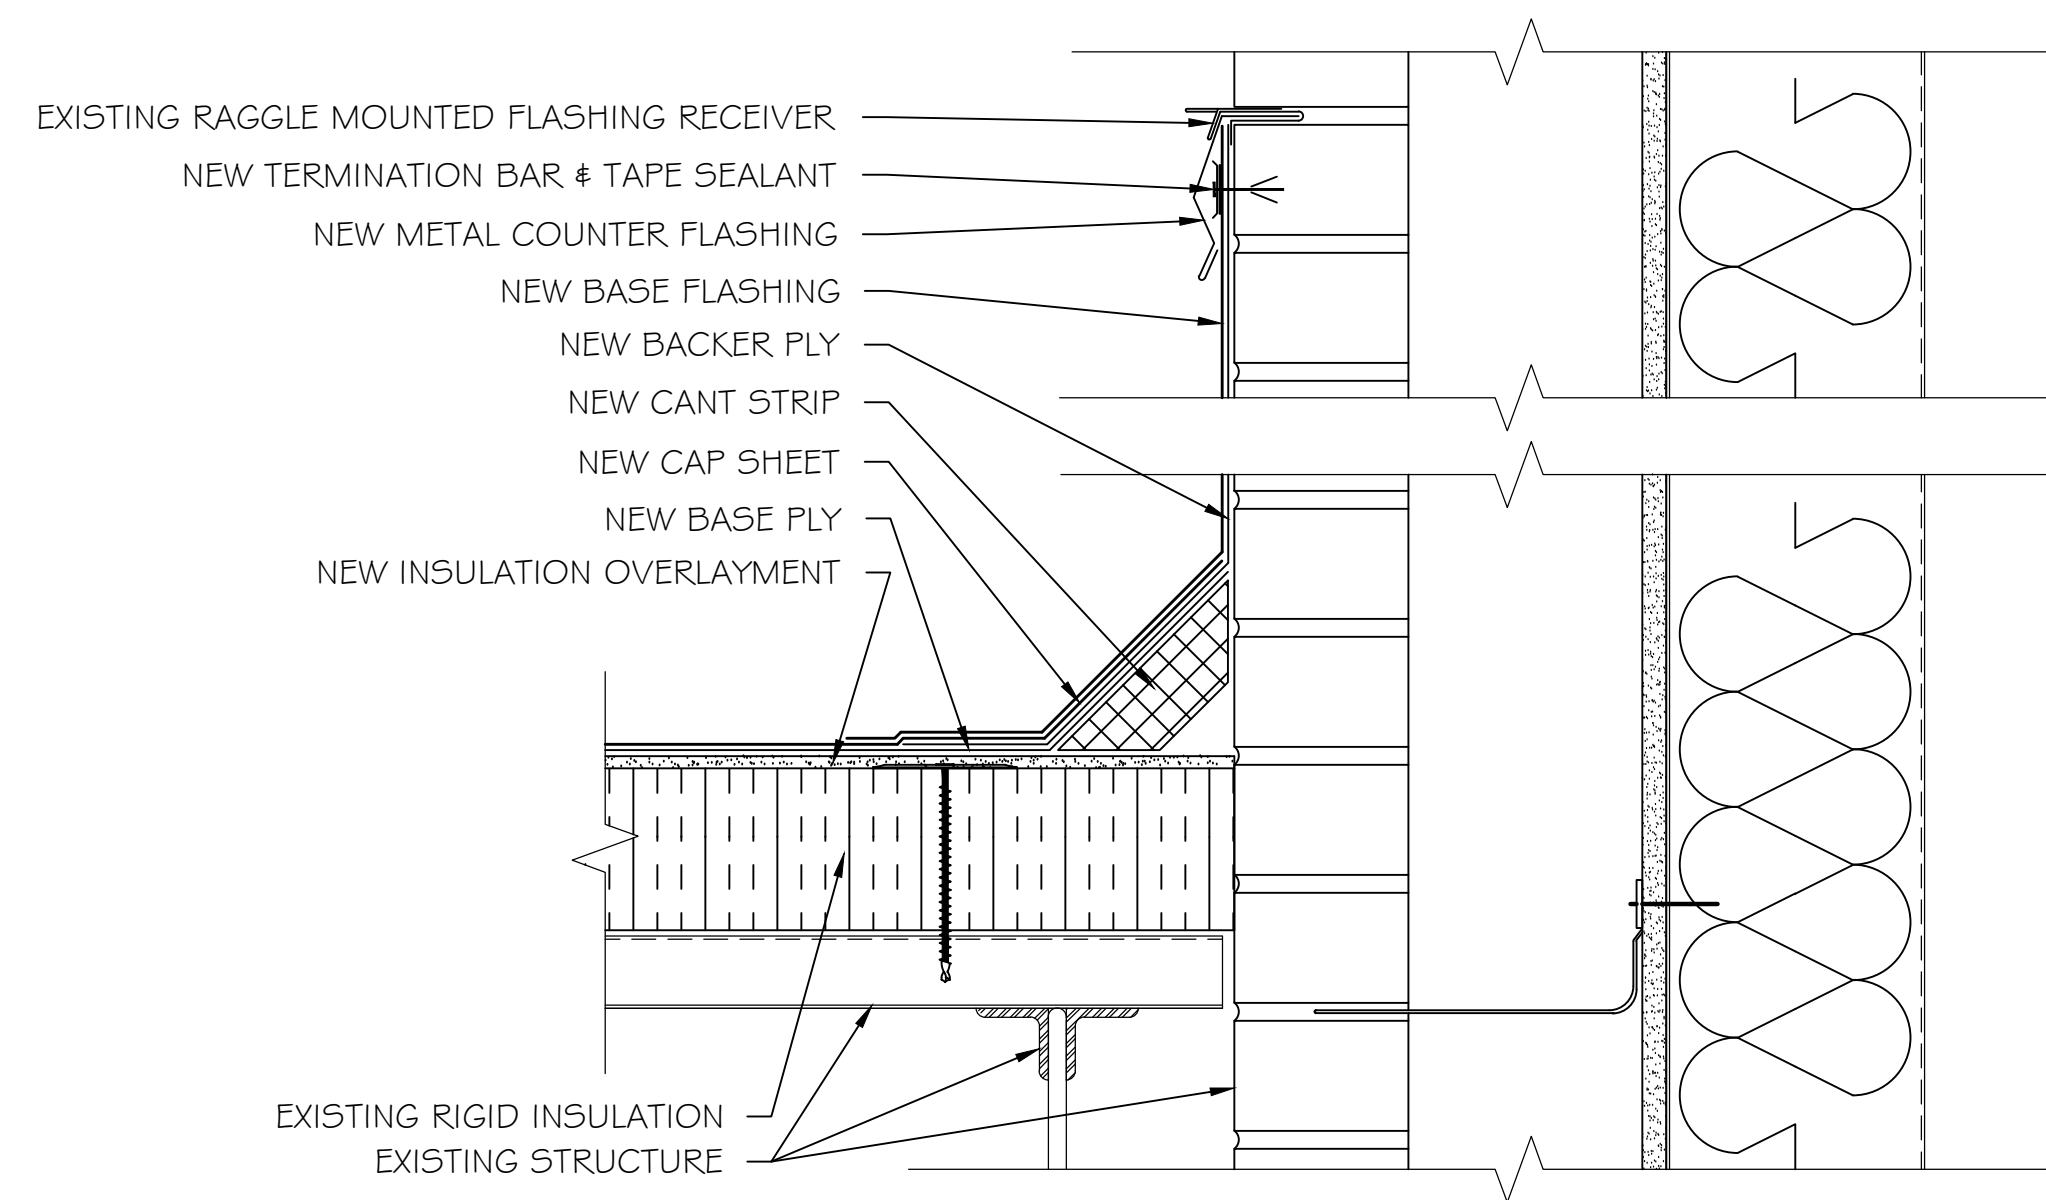 EXISTING RAGGLE MOUNTED FLASHING RECEIVER
NEW TERMINATION BAR & TAPE SEALANT
NEW METAL COUNTER FLASHING
NEW BASE FLASHING
NEW BACKER PLY
NEW CANT STRIP
NEW CAP SHEET
NEW BASE PLY
NEW INSULATION OVERLAYMENT
EXISTING RIGID INSULATION
EXISTING STRUCTURE